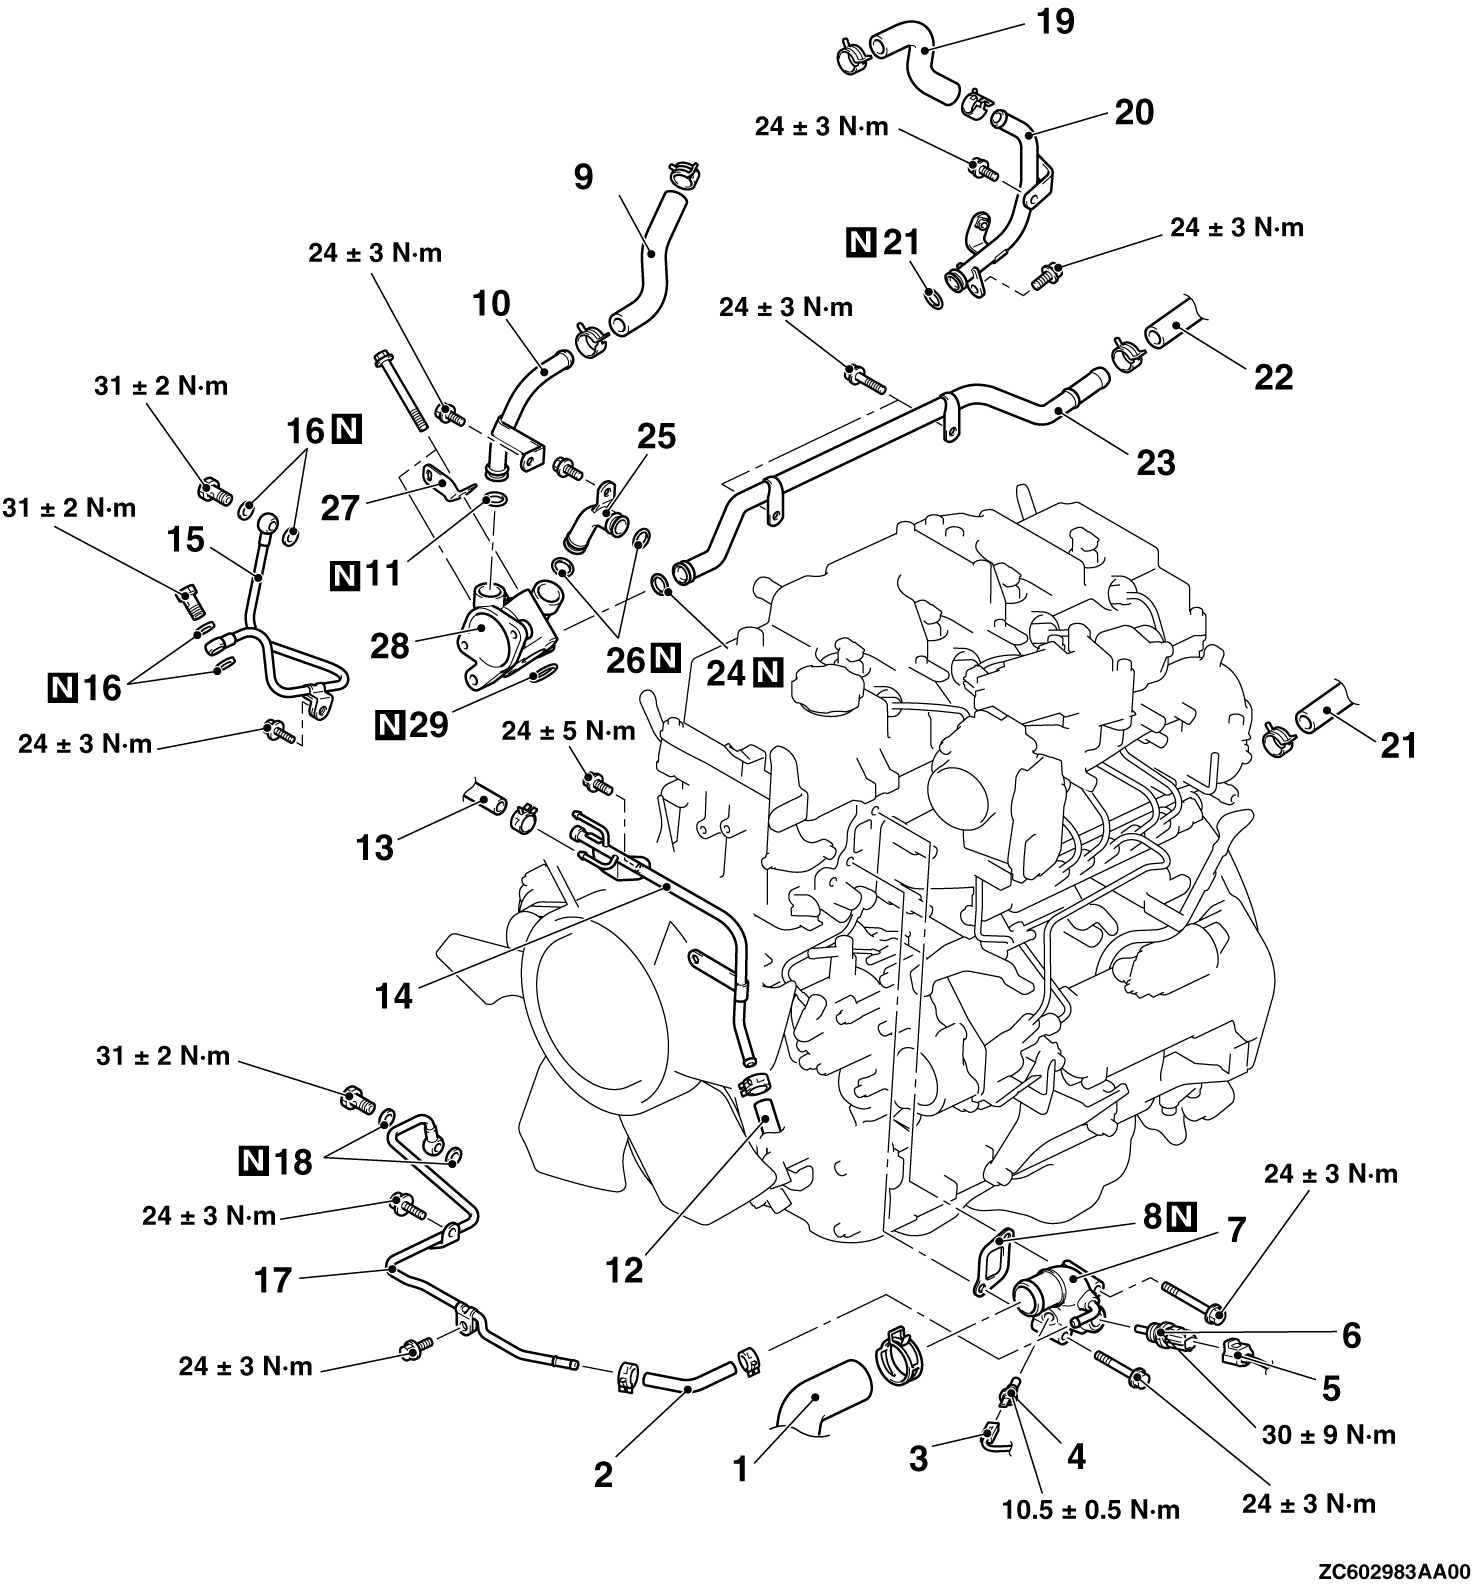 19
20
24 ± 3 N·m
9
24 ± 3 N·m
N 21
24 ± 3 N·m
10
24 ± 3 N·m
22
31 ± 2 N·m
16 N
25
23
31 ± 2 N·m
27
15
N 11
28
26 N
24 N
N 16
N 29
24 ± 3 N·m
24 ± 5 N·m
21
13
14
31 ± 2 N·m
N 18
24 ± 3 N·m
8 N
7
24 ± 3 N·m
12
17
6
24 ± 3 N·m
5
30 ± 9 N·m
2
1
3
4
10.5 ± 0.5 N·m
24 ± 3 N·m
ZC602983AA00